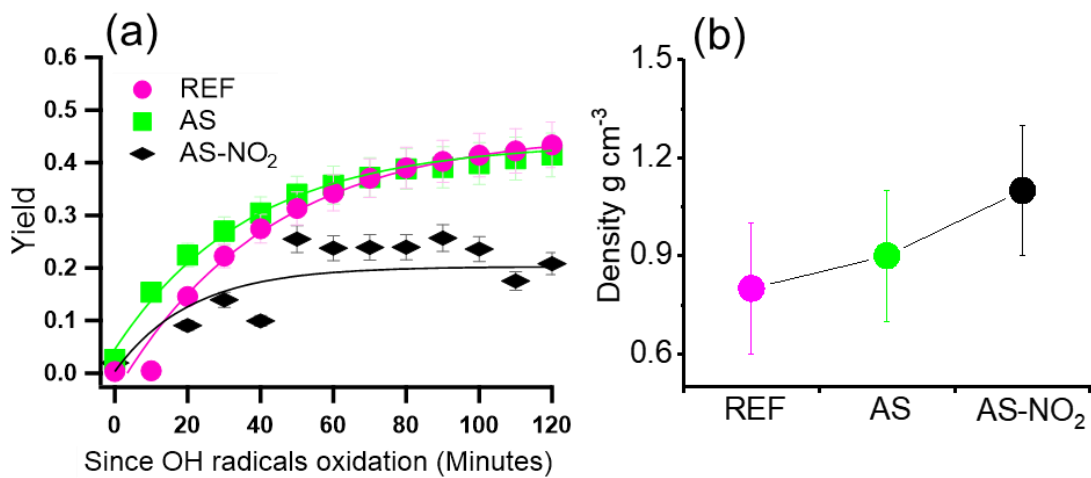 (a)
0.6
0.5
0.4
0.3
0.2
0.1
0.0
Yield
REF
AS
AS-NO₂
0 20 40 60 80 100 120
Since OH radicals oxidation (Minutes)
(b)
1.5
1.2
0.9
0.6
Density g cm⁻³
REF AS AS-NO₂